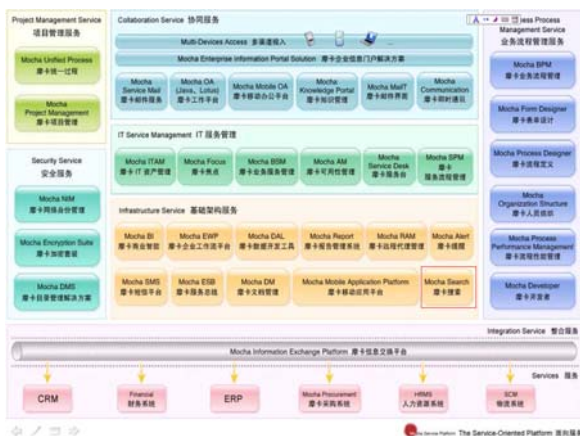 Project Management Service
项目管理服务
Mocha Unified Process
摩卡统一过程
Mocha
Project Management
摩卡项目管理
Security Service
安全服务
Mocha NIM
摩卡网络身份管理
Mocha Encryption Suite
摩卡加密套装
Mocha DMS
摩卡目录管理解决方案
Collaboration Service 协同服务
Multi-Devices Access 多渠道接入
...
Mocha Enterprise Information Portal Solution 摩卡企业信息门户解决方案
Mocha
Service Mail
摩卡邮件服务
Mocha OA
(Java、Lotus)
摩卡工作平台
Mocha Mobile OA
摩卡移动办公平台
Mocha
Knowledge Portal
摩卡知识管理
Mocha MailT
摩卡邮件界面
Mocha
Communication
摩卡即时通讯
IT Service Management IT 服务管理
Mocha ITAM
摩卡 IT 资产管理
Mocha Focus
摩卡焦点
Mocha BSM
摩卡业务服务管理
Mocha AM
摩卡可用性管理
Mocha
Service Desk
摩卡服务台
Mocha SPM
摩卡
服务流程管理
Infrastructure Service 基础架构服务
Mocha BI
摩卡商业智能
Mocha EWP
摩卡企业工作流平台
Mocha DAL
摩卡数据开发工具
Mocha Report
摩卡报告管理系统
Mocha RAM
摩卡远程代理管理
Mocha Alert
摩卡提醒
Mocha SMS
摩卡短信平台
Mocha ESB
摩卡服务总线
Mocha DM
摩卡文档管理
Mocha Mobile Application Platform
摩卡移动应用平台
Mocha Search
摩卡搜索
ess Process
Management Service
业务流程管理服务
Mocha BPM
摩卡业务流程管理
Mocha Form Designer
摩卡表单设计
Mocha Process Designer
摩卡流程定义
Mocha
Organization Structure
摩卡人员组织
Mocha Process
Performance Management
摩卡流程性能管理
Mocha Developer
摩卡开发者
Integration Service 整合服务
Mocha Information Exchange Platform 摩卡信息交换平台
Services 服务
CRM
Financial
财务系统
ERP
Mocha Procurement
摩卡采购系统
HRMS
人力资源系统
SCM
物流系统
The Service-Oriented Platform 面向服